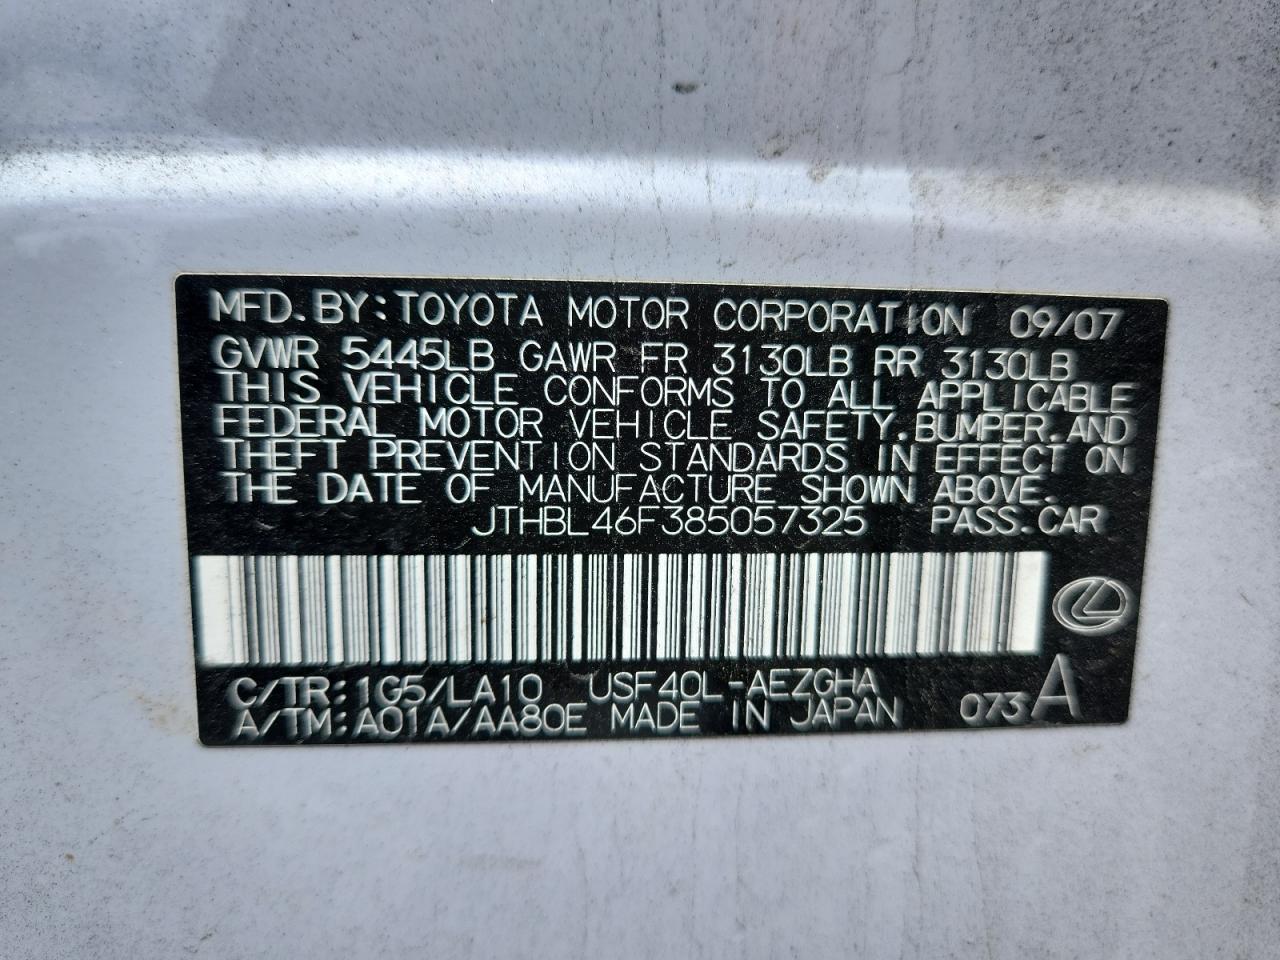 MFD. BY: TOYOTA MOTOR CORPORATION 09/07
GVWR 5445LB GAWR FR 3130LB RR 3130LB
THIS VEHICLE CONFORMS TO ALL APPLICABLE
FEDERAL MOTOR VEHICLE SAFETY, BUMPER, AND
THEFT PREVENTION STANDARDS IN EFFECT ON
THE DATE OF MANUFACTURE SHOWN ABOVE.
JTHBL46F385057325 PASS. CAR
C/TR: 1G5/LA10 USF40L-AEZGHA
A/TM: A01A/AA80E MADE IN JAPAN 073 A